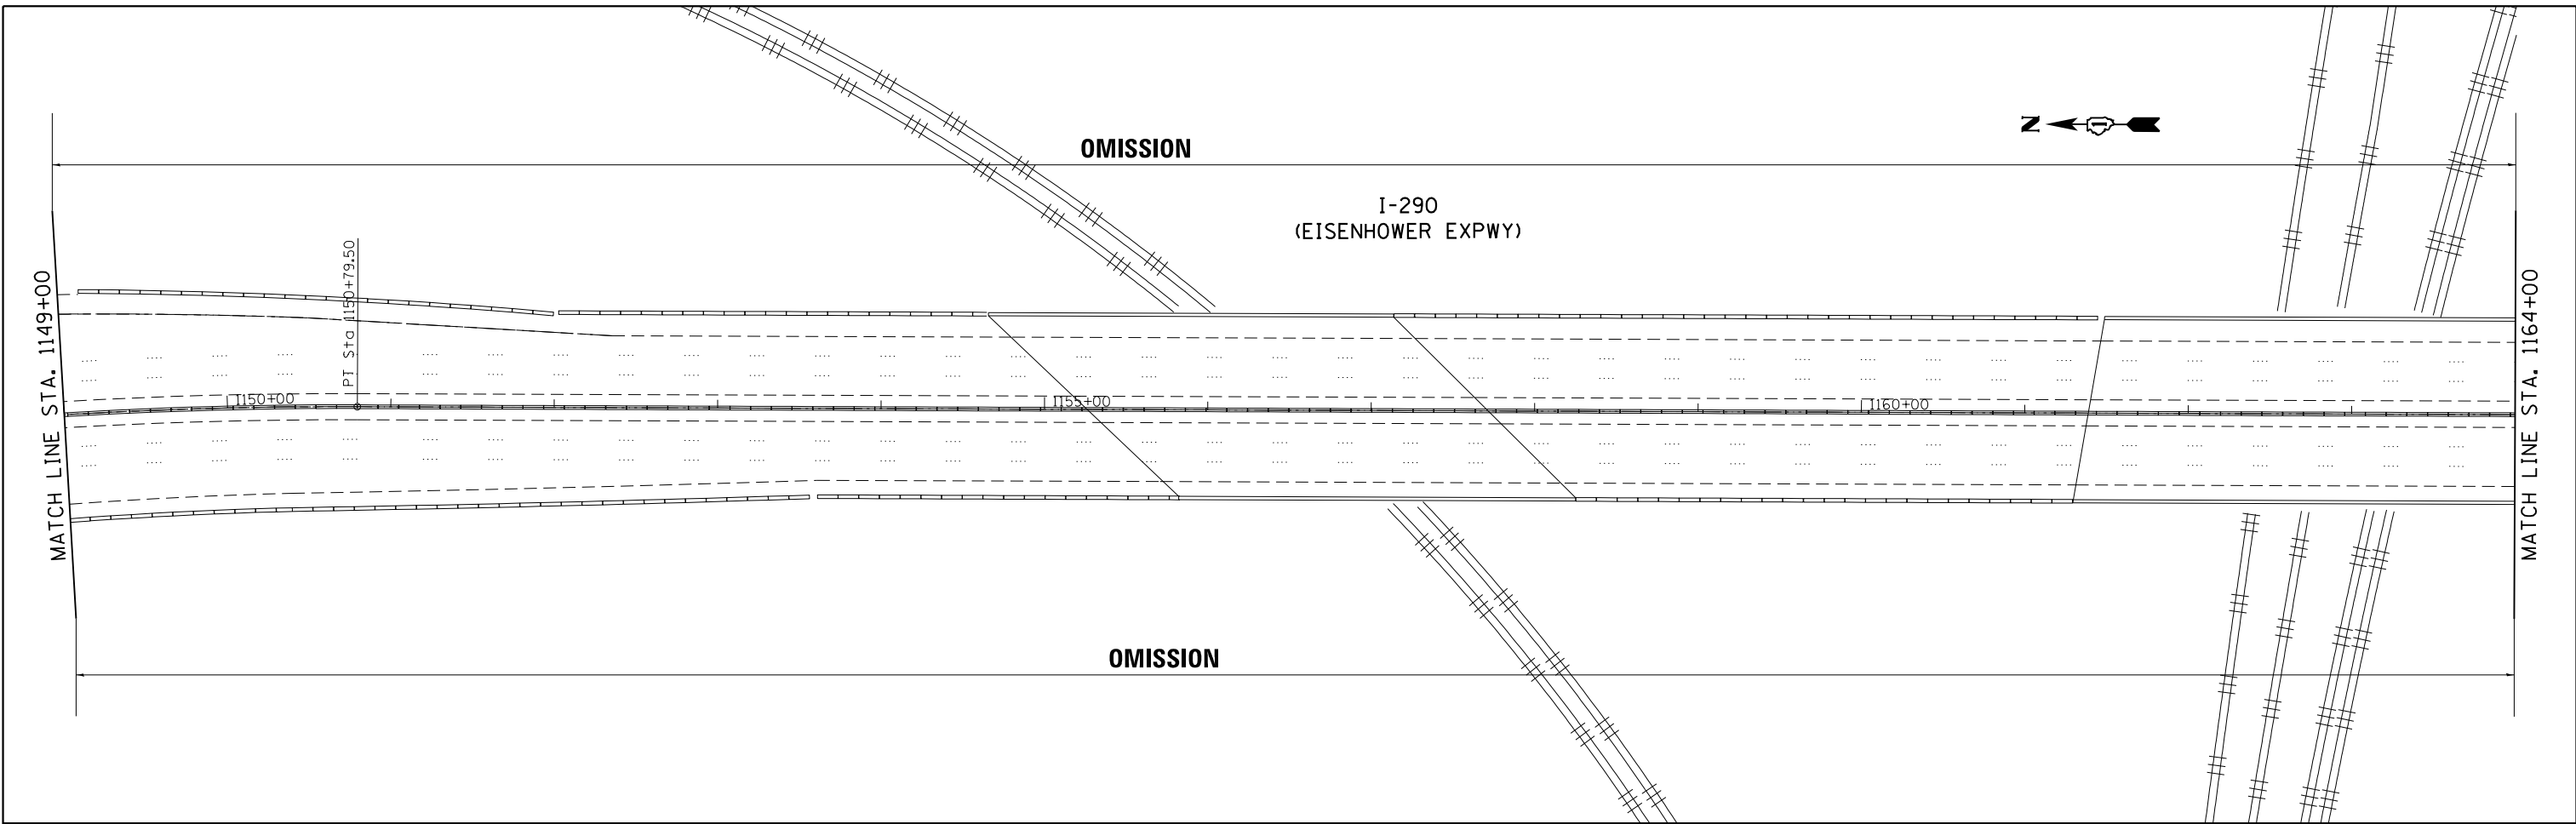 OMISSION
N
I-290
(EISENHOWER EXPWY)
MATCH LINE STA. 1149+00
PI Sta 1150+79.50
1150+00
1155+00
1160+00
MATCH LINE STA. 1164+00
OMISSION